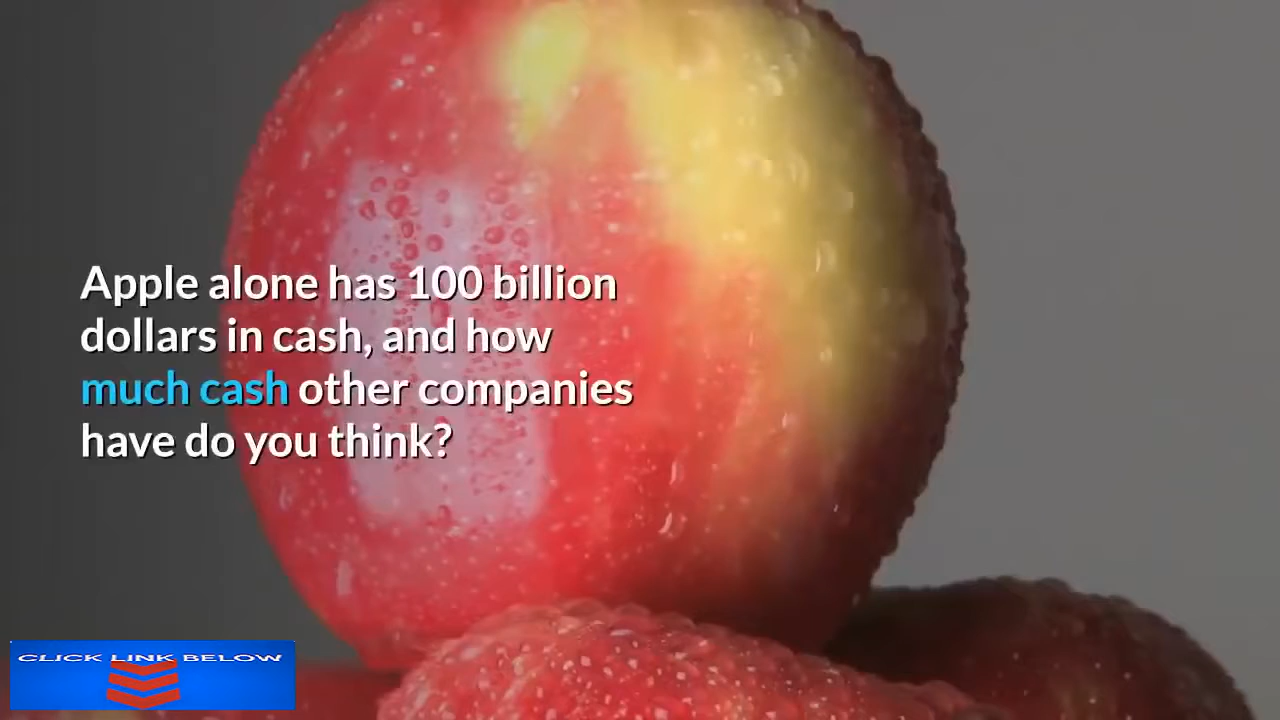 Apple alone has 100 billion
dollars in cash, and how
much cash other companies
have do you think?
CLICK LINK BELOW